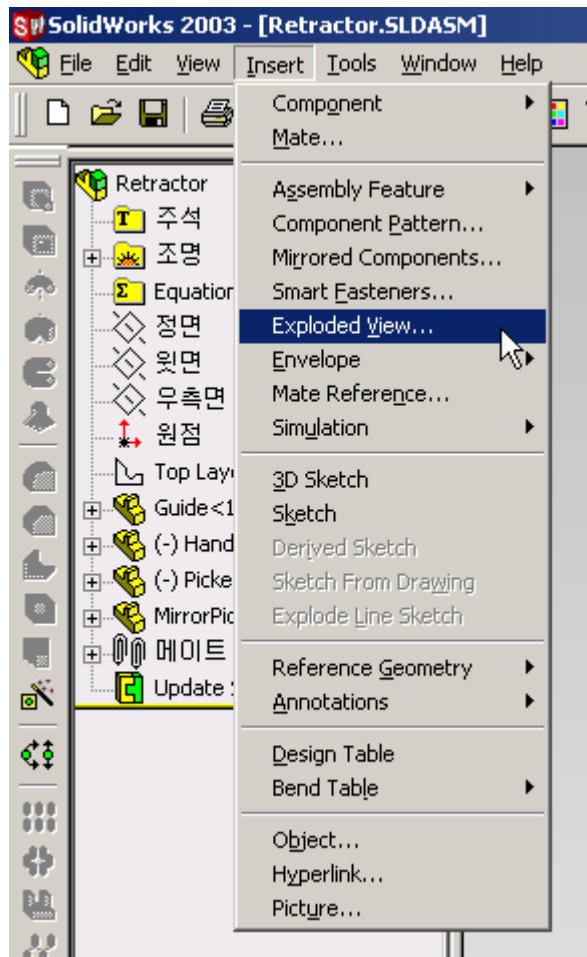 SolidWorks 2003 - [Retractor.SLDASM]
File Edit View Insert Tools Window Help
Component
Mate...
Assembly Feature
Component Pattern...
Mirrored Components...
Smart Fasteners...
Exploded View...
Envelope
Mate Reference...
Simulation
3D Sketch
Sketch
Derived Sketch
Sketch From Drawing
Explode Line Sketch
Reference Geometry
Annotations
Design Table
Bend Table
Object...
Hyperlink...
Picture...
Retractor
주석
조명
Equation
정면
윗면
우측면
원점
Top Lay
Guide<1
(-) Hand
(-) Picke
MirrorPic
메이트
Update